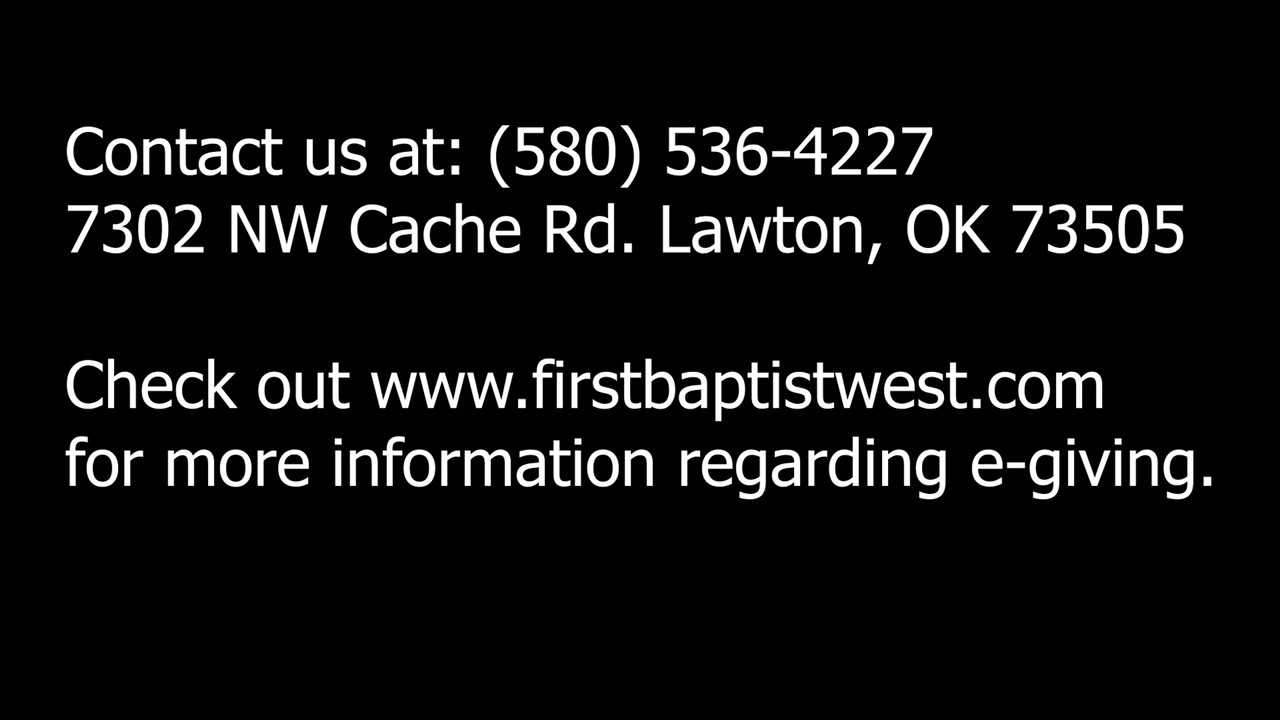 Contact us at: (580) 536-4227
7302 NW Cache Rd. Lawton, OK 73505
Check out www.firstbaptistwest.com
for more information regarding e-giving.